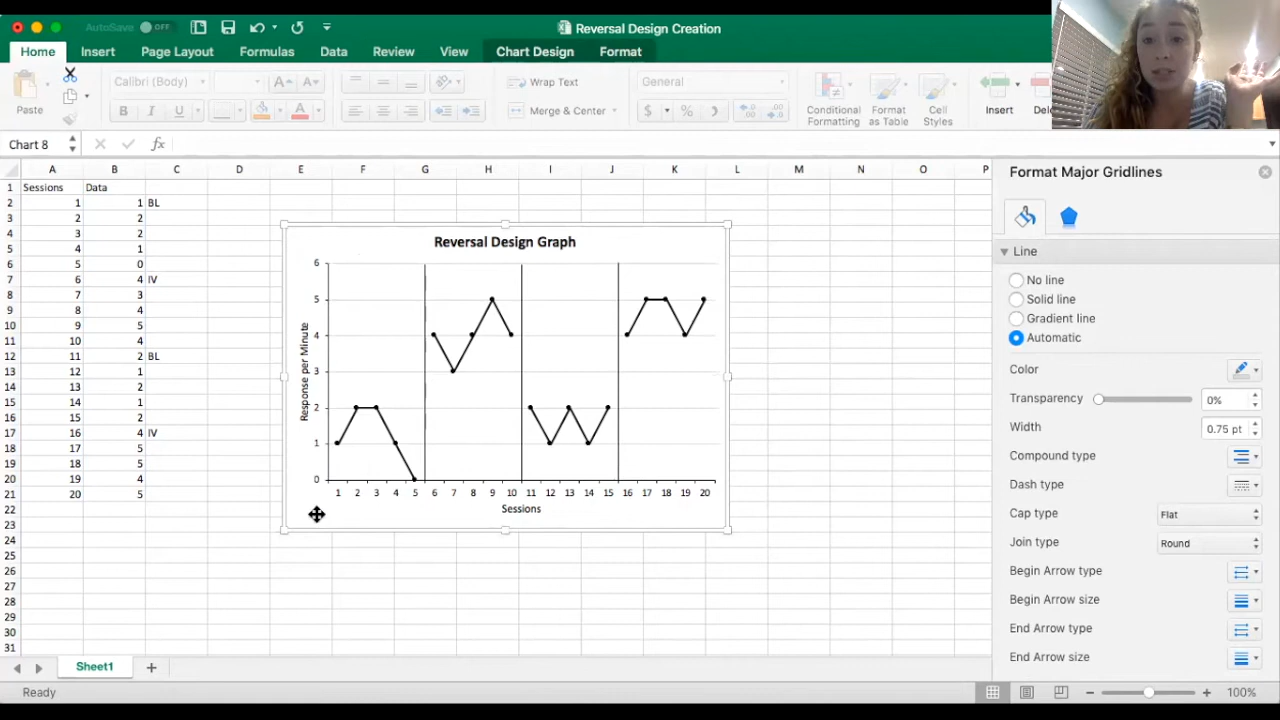 AutoSave OFF Reversal Design Creation
Home Insert Page Layout Formulas Data Review View Chart Design Format
Paste Calibri (Body) A A Wrap Text General Conditional Formatting Format as Table Cell Styles Insert
B I U A Merge & Center $ %
Chart 8 fx
A B C D E F G H I J K L M N O P
1 Sessions Data
2 1 1 BL
3 2 2
4 3 2
5 4 1
6 5 0
7 6 4 IV
8 7 3
9 8 4
10 9 5
11 10 4
12 11 2 BL
13 12 1
14 13 2
15 14 1
16 15 2
17 16 4 IV
18 17 5
19 18 5
20 19 4
21 20 5
22
23
24
25
26
27
28
29
30
31
Reversal Design Graph
Response per Minute
6
5
4
3
2
1
0
1 2 3 4 5 6 7 8 9 10 11 12 13 14 15 16 17 18 19 20
Sessions
Format Major Gridlines
Line
No line
Solid line
Gradient line
Automatic
Color
Transparency 0%
Width 0.75 pt
Compound type
Dash type
Cap type Flat
Join type Round
Begin Arrow type
Begin Arrow size
End Arrow type
End Arrow size
Sheet1
Ready 100%